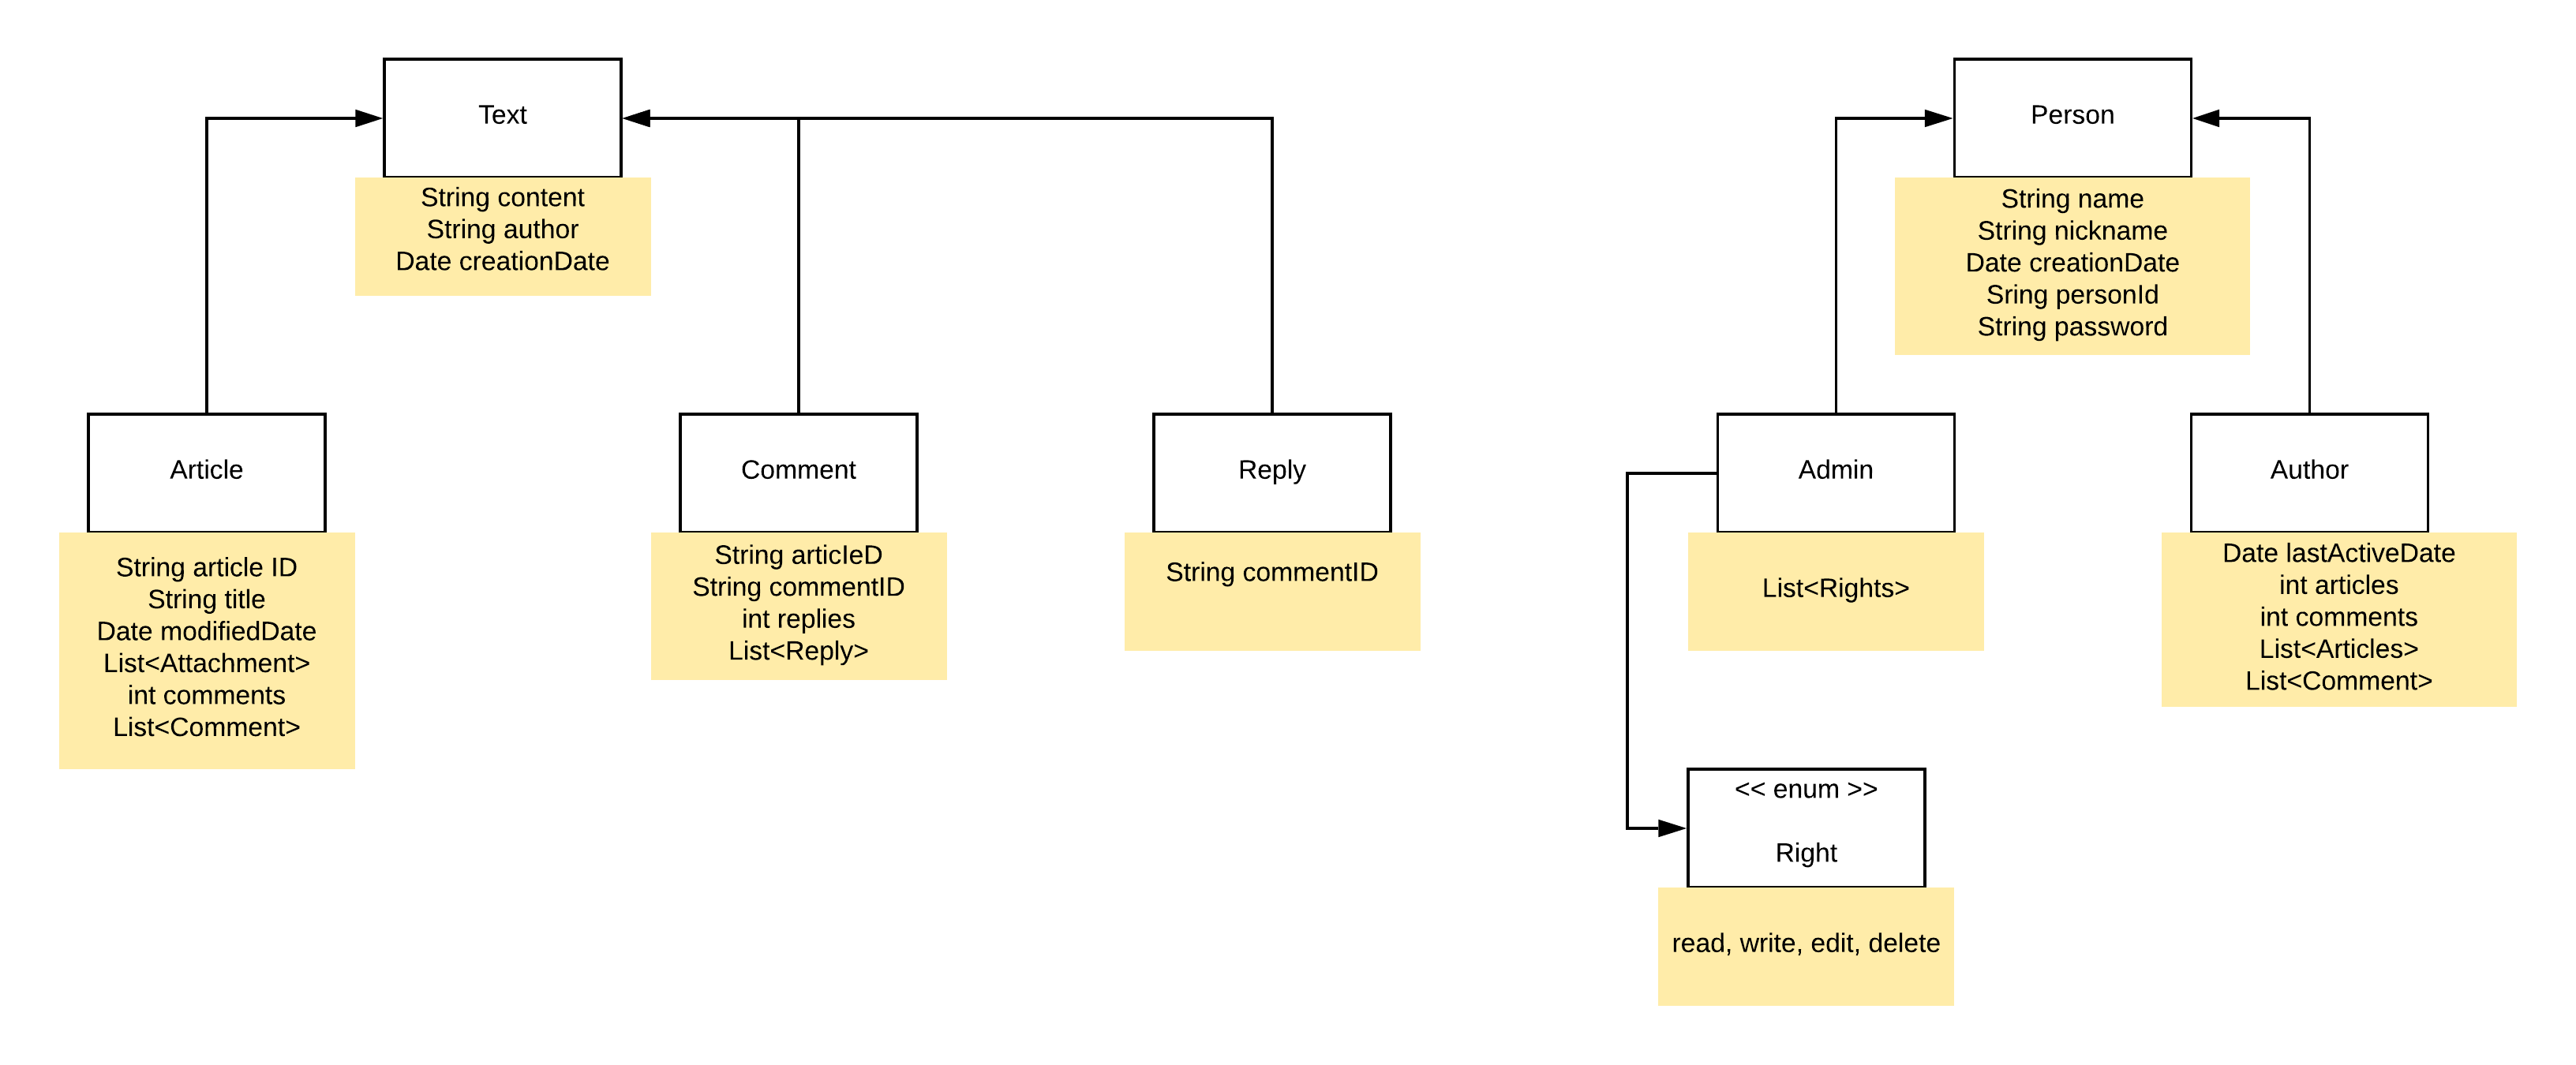 Text
String content
String author
Date creationDate
Person
String name
String nickname
Date creationDate
Sring personId
String password
Article
String article ID
String title
Date modifiedDate
List<Attachment>
int comments
List<Comment>
Comment
String articIeD
String commentID
int replies
List<Reply>
Reply
String commentID
Admin
List<Rights>
Author
Date lastActiveDate
int articles
int comments
List<Articles>
List<Comment>
<< enum >>
Right
read, write, edit, delete